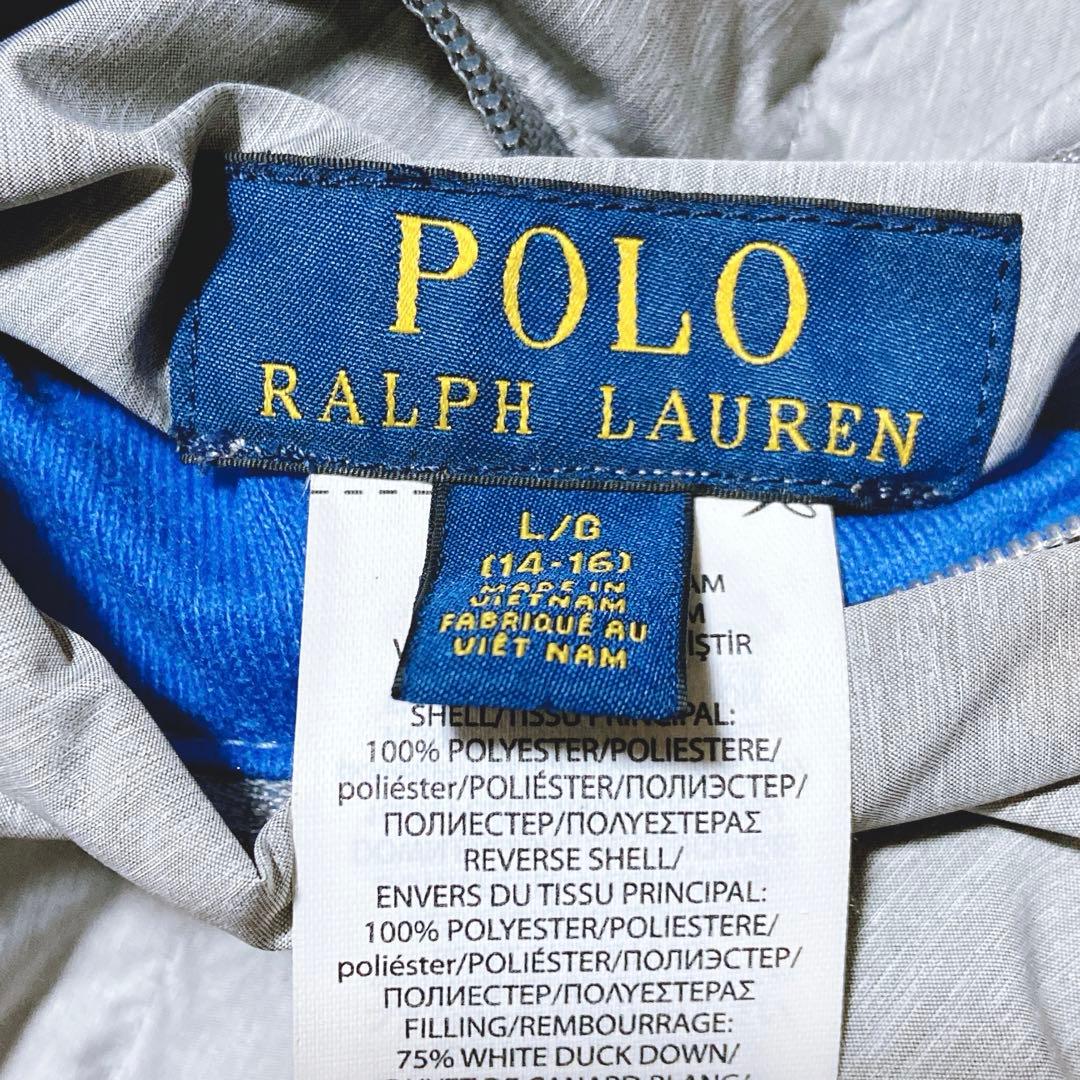 POLO
RALPH LAUREN
L/G
(14-16)
MADE IN
VIETNAM
FABRIQUÉ AU
VIÊT NAM
SHELL/TISSU PRINCIPAL:
100% POLYESTER/POLIESTERE/
poliéster/POLIÉSTER/ПОЛИЭСТЕР/
ПОЛИЕСТЕР/ΠΟΛΥΕΣΤΕΡΑΣ
REVERSE SHELL/
ENVERS DU TISSU PRINCIPAL:
100% POLYESTER/POLIESTERE/
poliéster/POLIÉSTER/ПОЛИЭСТЕР/
ПОЛИЕСТЕР/ΠΟΛΥΕΣΤΕΡΑΣ
FILLING/REMBOURRAGE:
75% WHITE DUCK DOWN/